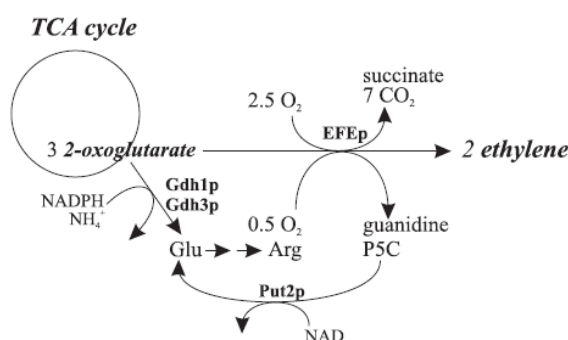 TCA cycle
succinate
7 CO₂
2.5 O₂
EFEp
3 2-oxoglutarate
2 ethylene
Gdh1p
Gdh3p
NADPH
NH₄⁺
0.5 O₂
guanidine
Glu
Arg
P5C
Put2p
NAD